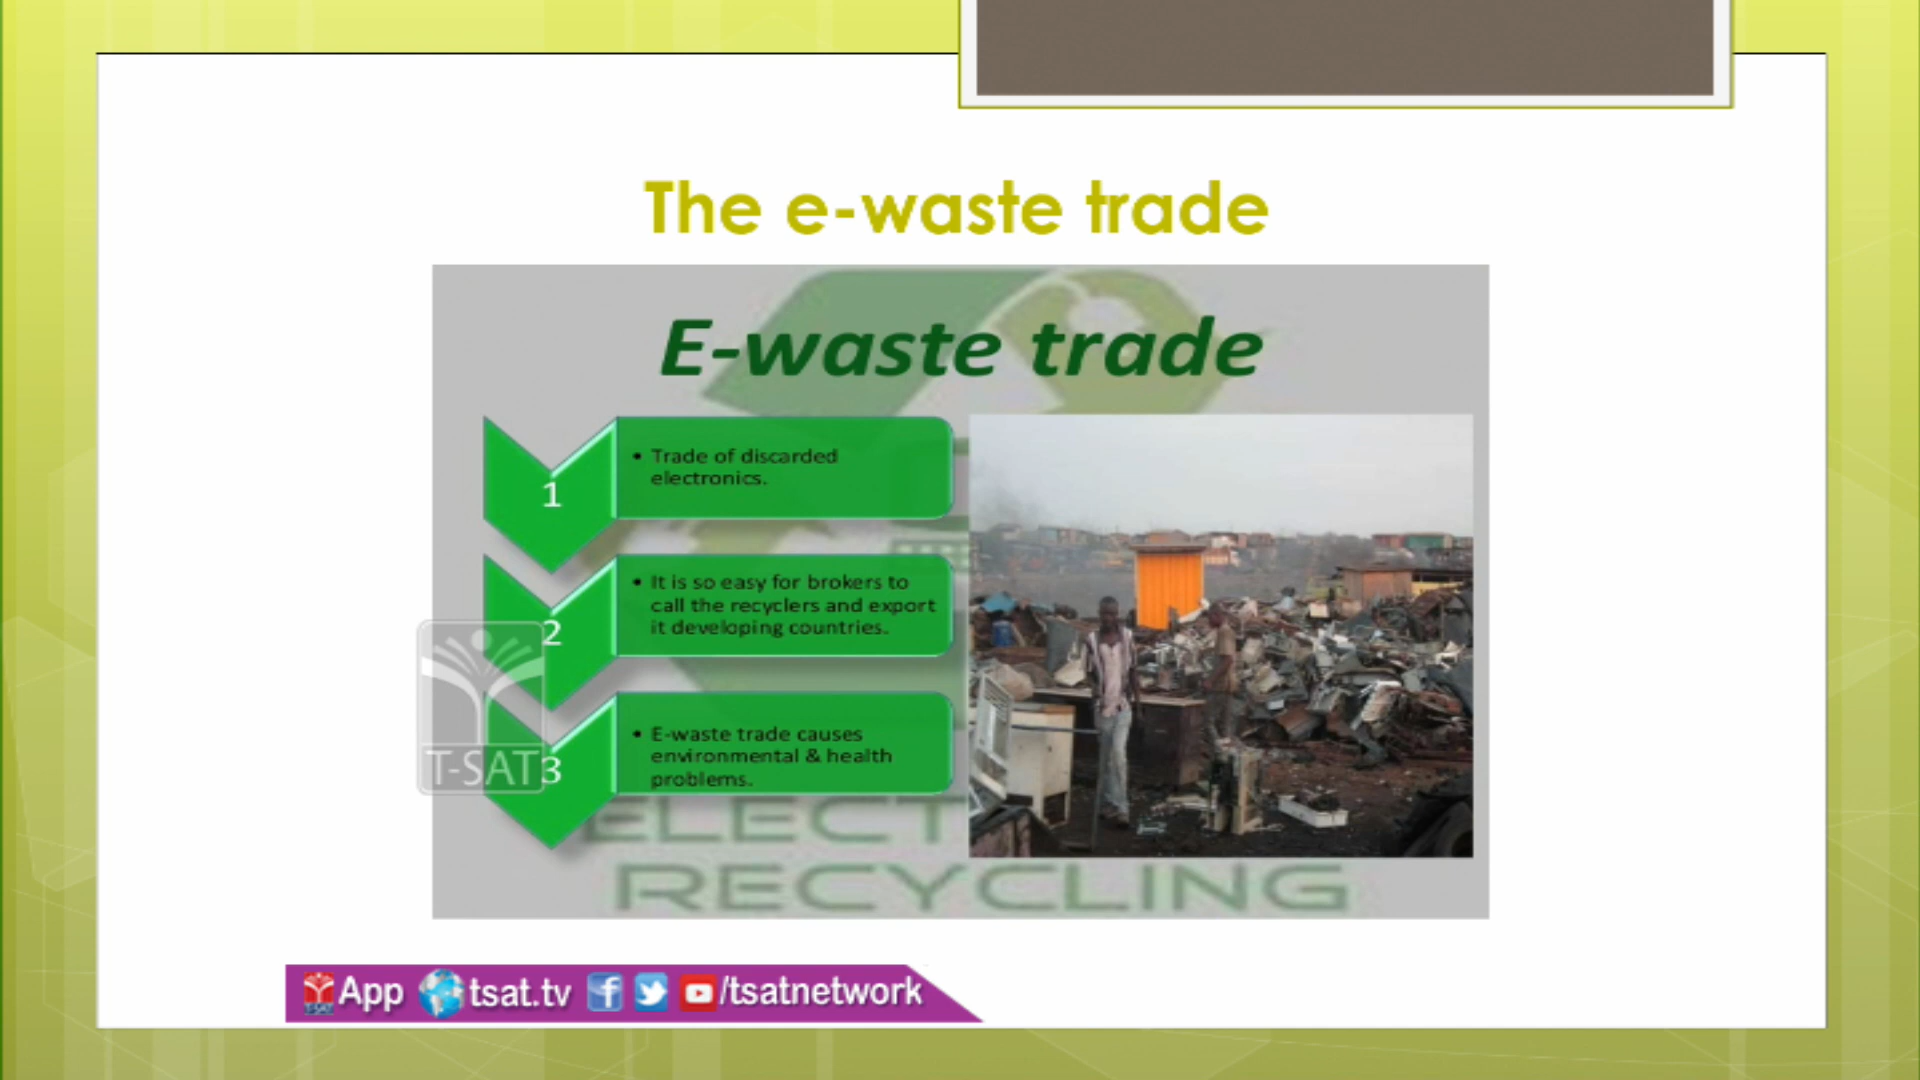 The e-waste trade
E-waste trade
1
• Trade of discarded
electronics.
2
• It is so easy for brokers to
call the recyclers and export
it developing countries.
3
• E-waste trade causes
environmental & health
problems.
T-SAT
ELECT
RECYCLING
App tsat.tv /tsatnetwork